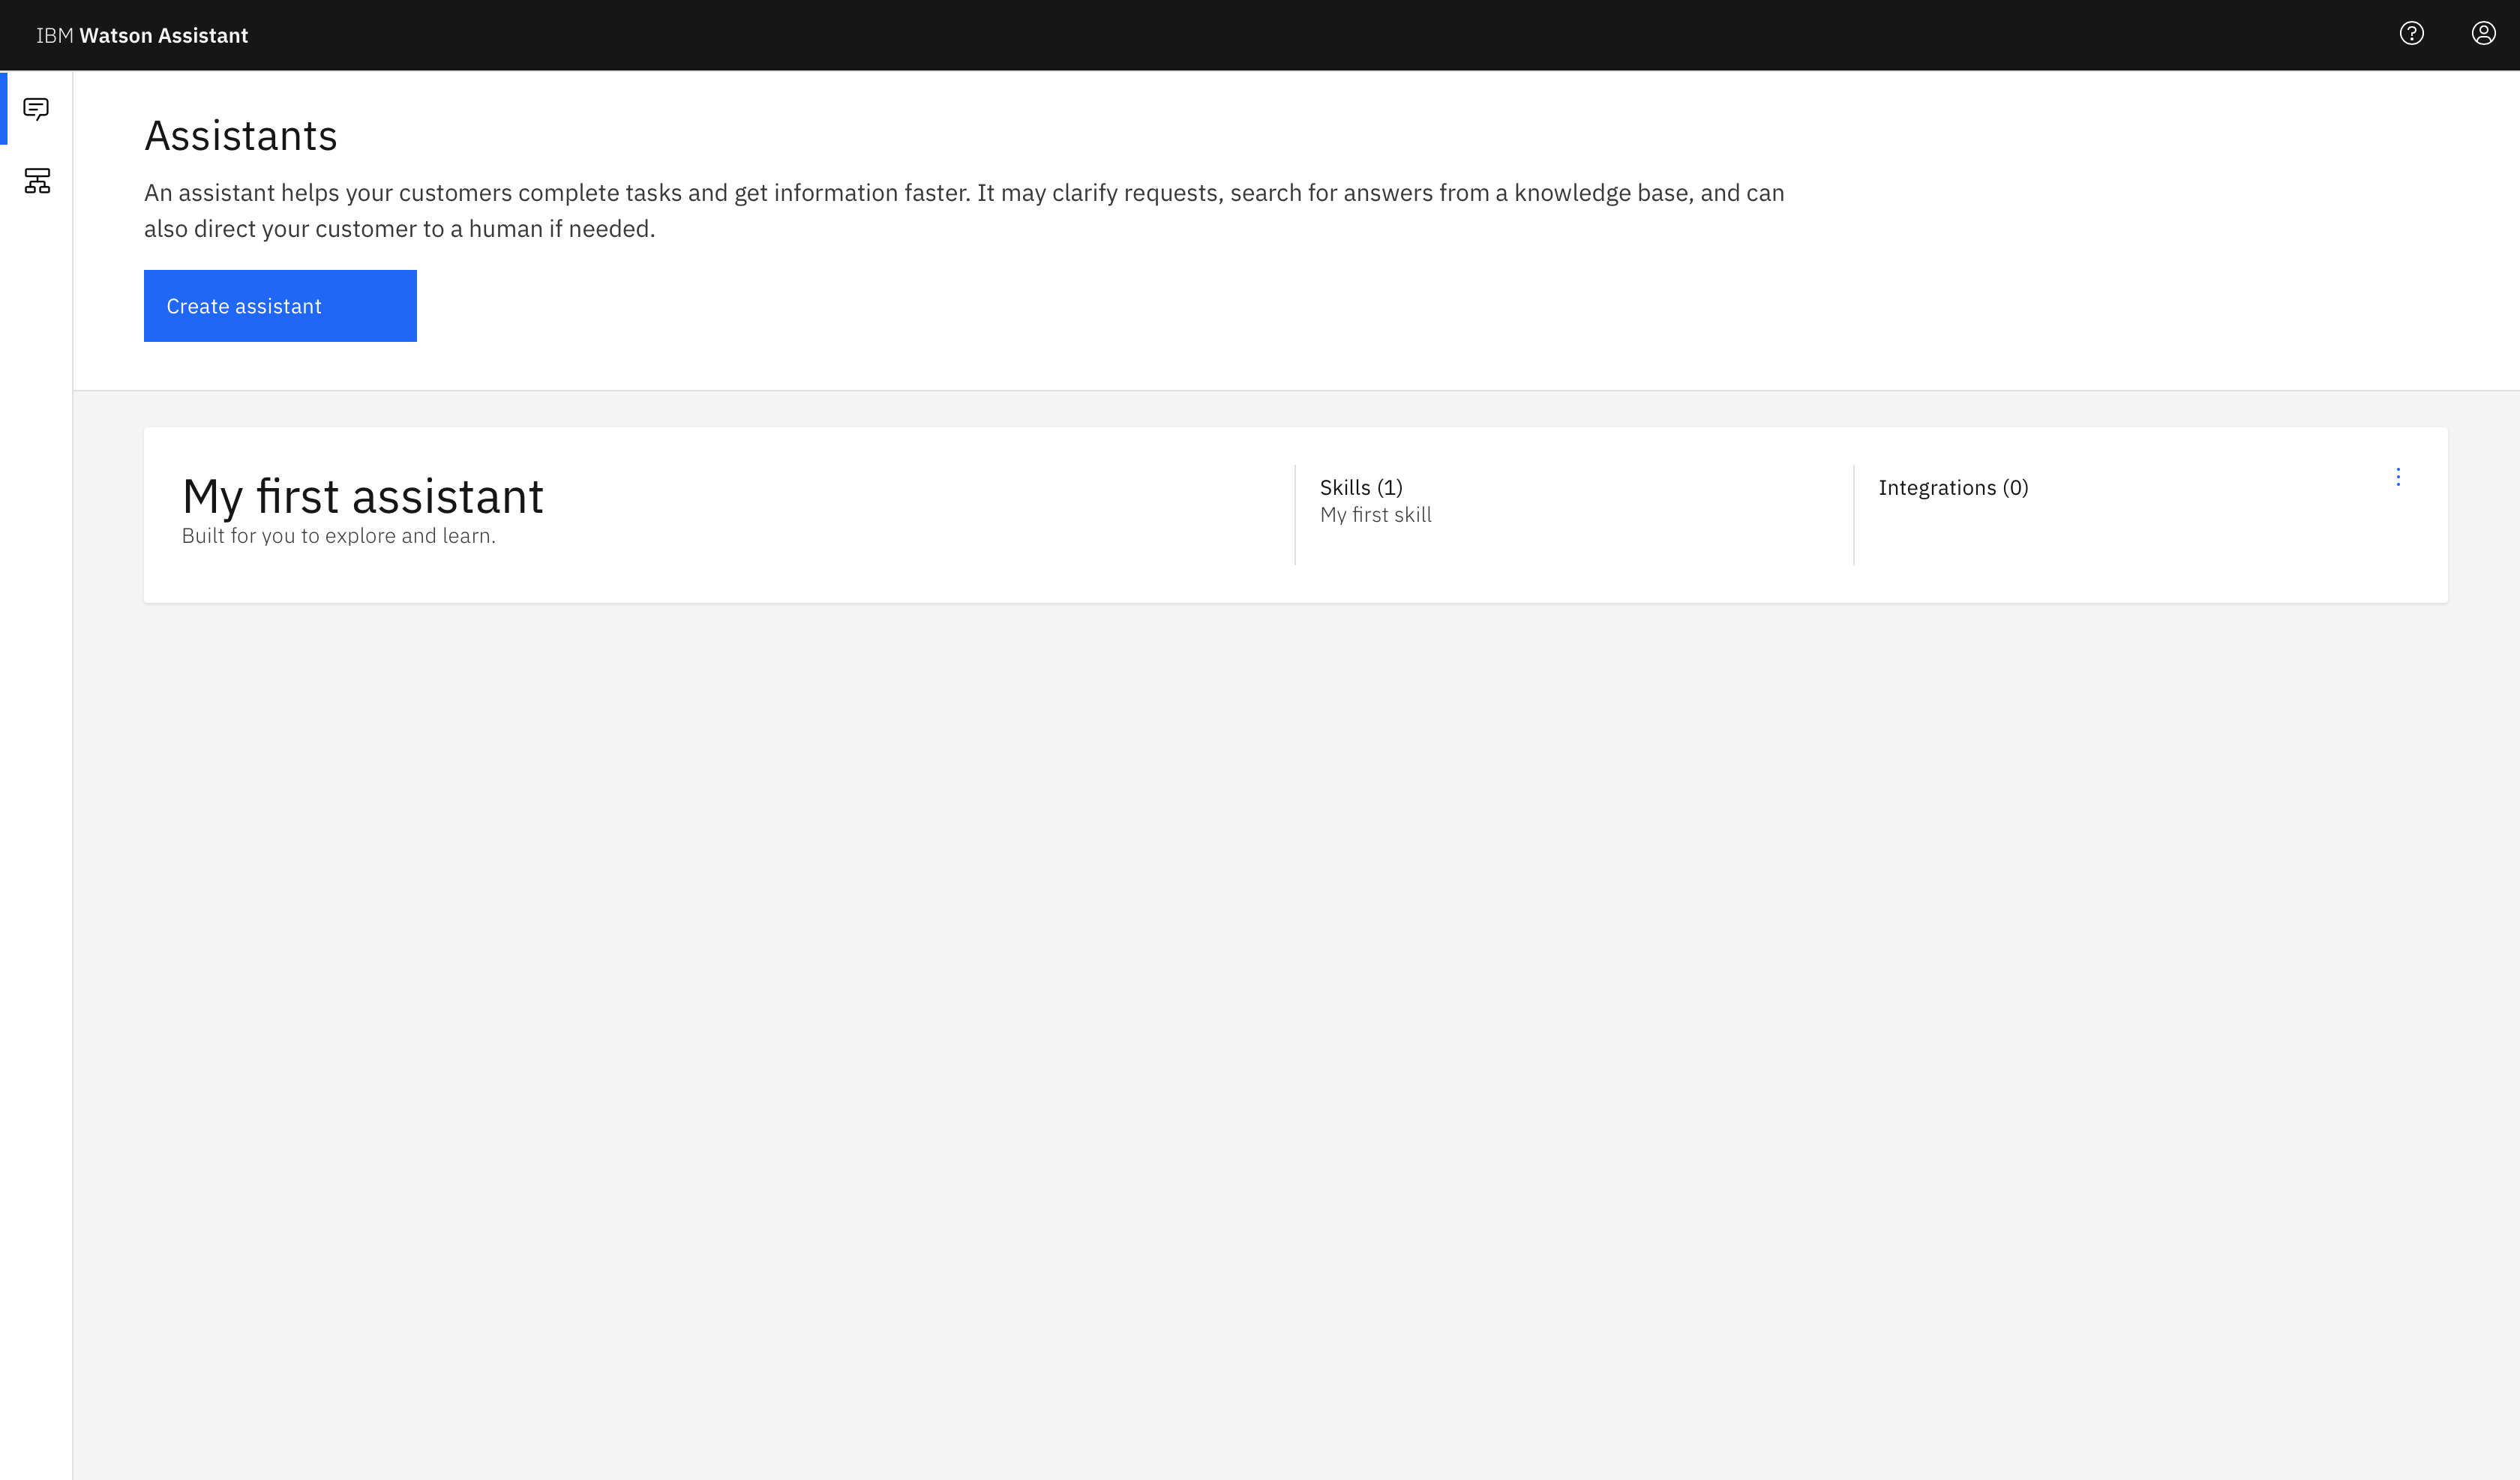 IBM Watson Assistant
Assistants
An assistant helps your customers complete tasks and get information faster. It may clarify requests, search for answers from a knowledge base, and can
also direct your customer to a human if needed.
Create assistant
My first assistant
Built for you to explore and learn.
Skills (1)
My first skill
Integrations (0)